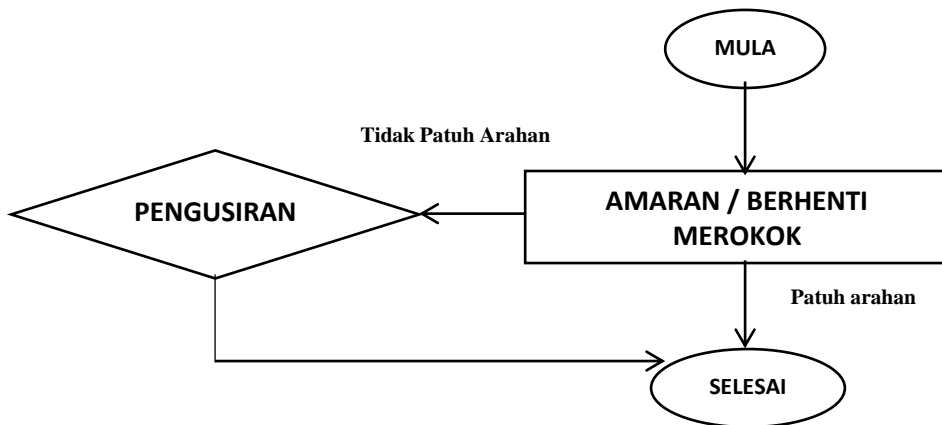 MULA
Tidak Patuh Arahan
PENGUSIRAN
AMARAN / BERHENTI
MEROKOK
Patuh arahan
SELESAI